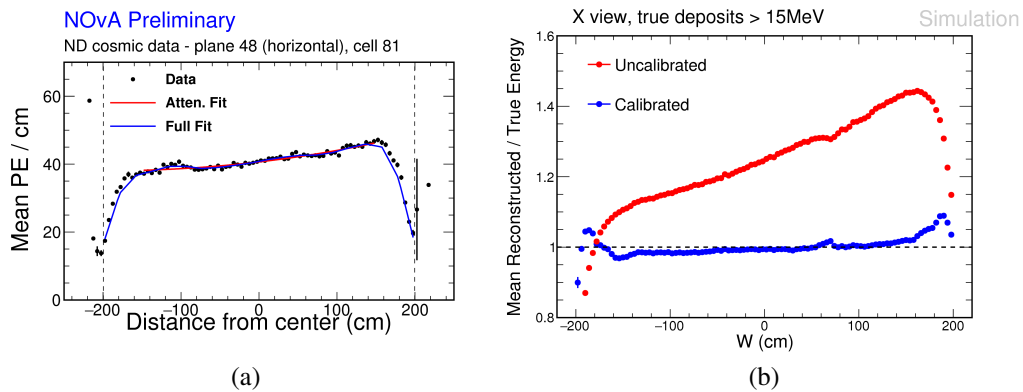 NOvA Preliminary
ND cosmic data - plane 48 (horizontal), cell 81
Data
Atten. Fit
Full Fit
Mean PE / cm
60
40
20
0
−200 −100 0 100 200
Distance from center (cm)
(a)
X view, true deposits > 15MeV
Simulation
Uncalibrated
Calibrated
Mean Reconstructed / True Energy
1.6
1.4
1.2
1
0.8
−200 −100 0 100 200
W (cm)
(b)